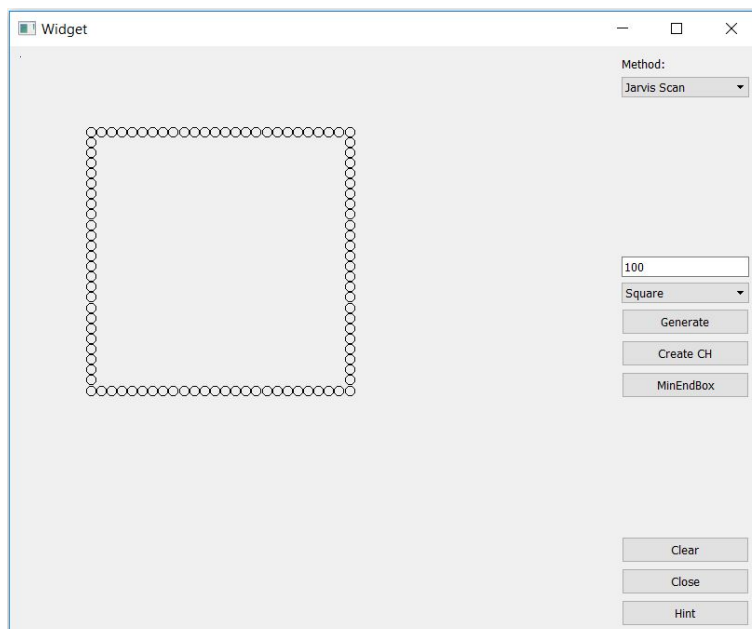 Widget
Method:
Jarvis Scan
100
Square
Generate
Create CH
MinEndBox
Clear
Close
Hint